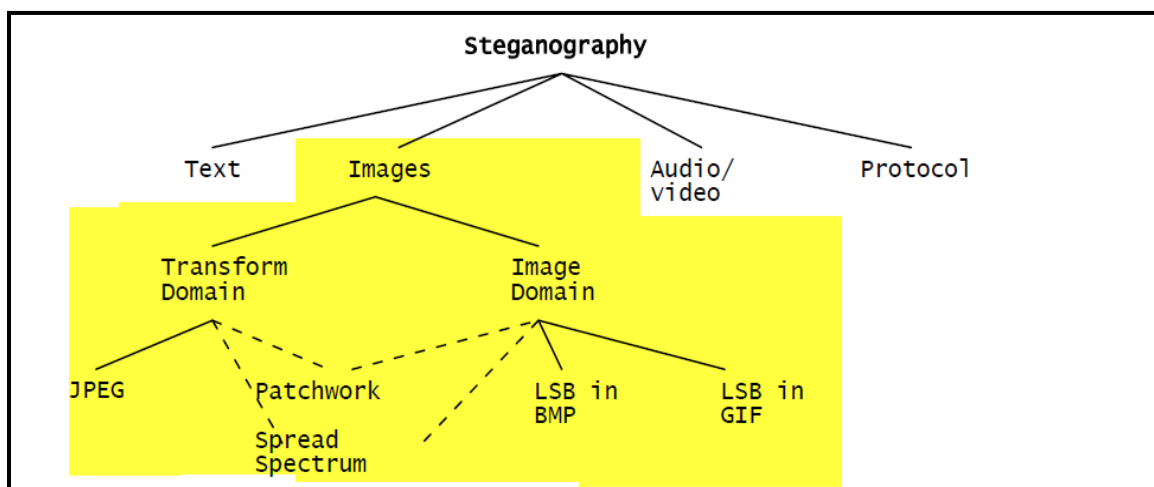 Steganography
Text
Images
Audio/
video
Protocol
Transform
Domain
Image
Domain
JPEG
Patchwork
LSB in
BMP
LSB in
GIF
Spread
Spectrum